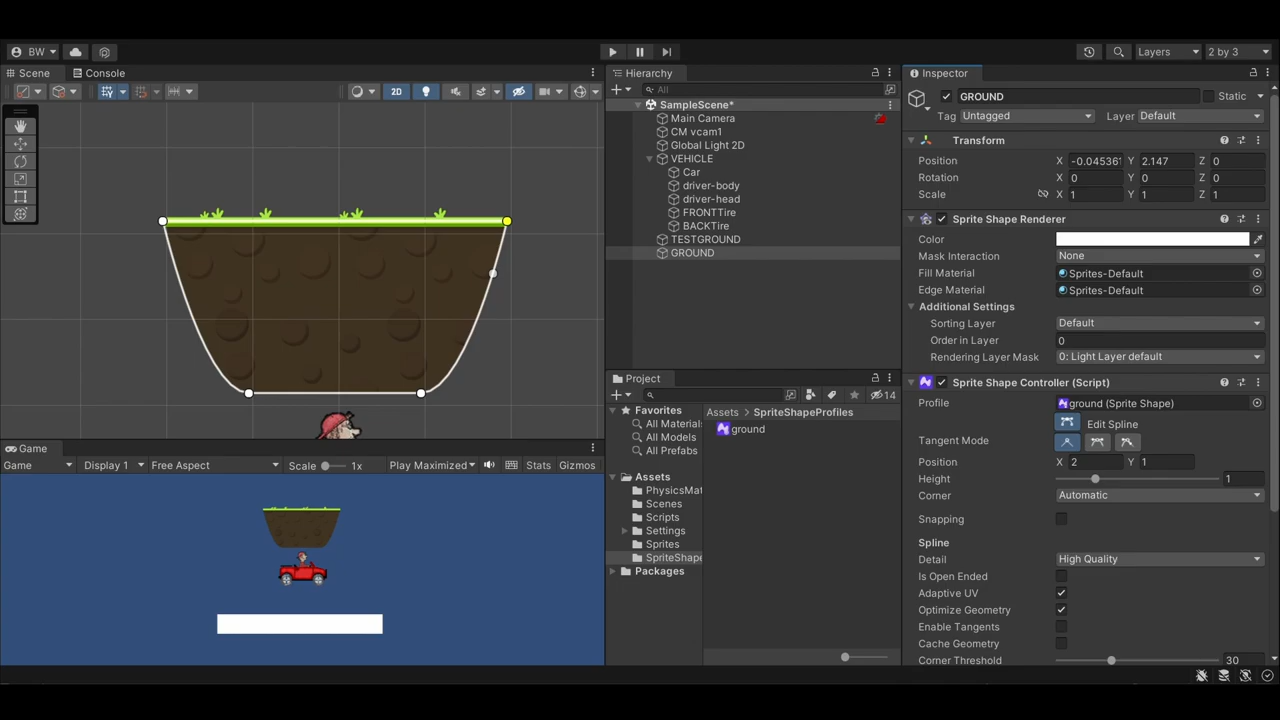 BW
Layers
2 by 3
Scene
Console
2D
Hierarchy
All
SampleScene*
Main Camera
CM vcam1
Global Light 2D
VEHICLE
Car
driver-body
driver-head
FRONTTire
BACKTire
TESTGROUND
GROUND
Project
14
Favorites
All Material
All Models
All Prefabs
Assets
PhysicsMat
Scenes
Scripts
Settings
Sprites
SpriteShape
Packages
Assets
SpriteShapeProfiles
ground
Game
Game
Display 1
Free Aspect
Scale
1x
Play Maximized
Stats
Gizmos
Inspector
GROUND
Static
Tag Untagged
Layer Default
Transform
Position X -0.04536 Y 2.147 Z 0
Rotation X 0 Y 0 Z 0
Scale X 1 Y 1 Z 1
Sprite Shape Renderer
Color
Mask Interaction None
Fill Material Sprites-Default
Edge Material Sprites-Default
Additional Settings
Sorting Layer Default
Order in Layer 0
Rendering Layer Mask 0: Light Layer default
Sprite Shape Controller (Script)
Profile ground (Sprite Shape)
Edit Spline
Tangent Mode
Position X 2 Y 1
Height 1
Corner Automatic
Snapping
Spline
Detail High Quality
Is Open Ended
Adaptive UV
Optimize Geometry
Enable Tangents
Cache Geometry
Corner Threshold 30